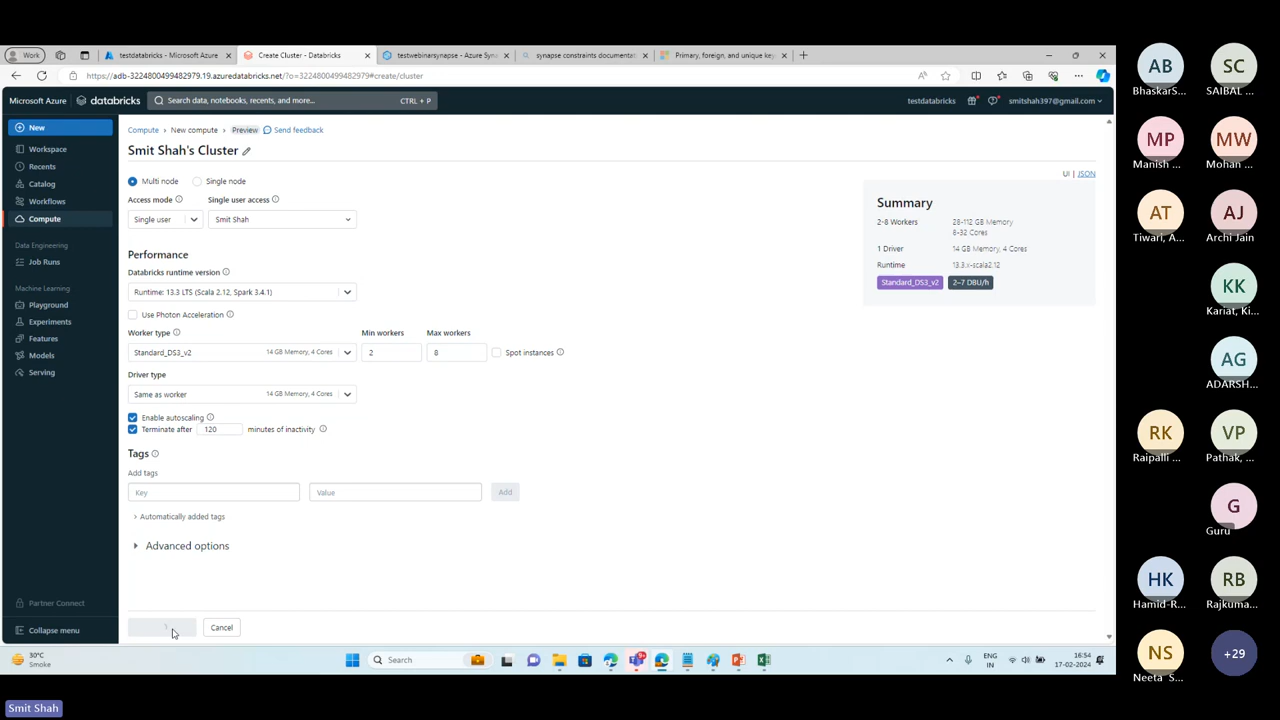 Work
testdatabricks - Microsoft Azure
Create Cluster - Databricks
testwebinarsynapse - Azure Syna
synapse constraints documentat
Primary, foreign, and unique key
https://adb-3224800499482979.19.azuredatabricks.net/?o=3224800499482979#create/cluster
Microsoft Azure
databricks
Search data, notebooks, recents, and more...
CTRL + P
testdatabricks
smitshah397@gmail.com
New
Workspace
Recents
Catalog
Workflows
Compute
Data Engineering
Job Runs
Machine Learning
Playground
Experiments
Features
Models
Serving
Partner Connect
Collapse menu
Compute > New compute > Preview Send feedback
Smit Shah's Cluster
UI | JSON
Multi node Single node
Access mode Single user access
Single user Smit Shah
Performance
Databricks runtime version
Runtime: 13.3 LTS (Scala 2.12, Spark 3.4.1)
Use Photon Acceleration
Worker type Min workers Max workers
Standard_DS3_v2 14 GB Memory, 4 Cores 2 8 Spot instances
Driver type
Same as worker 14 GB Memory, 4 Cores
Enable autoscaling
Terminate after 120 minutes of inactivity
Tags
Add tags
Key Value Add
Automatically added tags
Advanced options
Cancel
Summary
2-8 Workers 28-112 GB Memory
8-32 Cores
1 Driver 14 GB Memory, 4 Cores
Runtime 13.3.x-scala2.12
Standard_DS3_v2 2–7 DBU/h
30°C
Smoke
Search
ENG
IN
16:54
17-02-2024
Smit Shah
AB
BhaskarS...
SC
SAIBAL ...
MP
Manish ...
MW
Mohan ...
AT
Tiwari, A...
AJ
Archi Jain
KK
Kariat, Ki...
AG
ADARSH...
RK
Raipalli ...
VP
Pathak, ...
G
Guru
HK
Hamid-R...
RB
Rajkuma...
NS
Neeta S...
+29